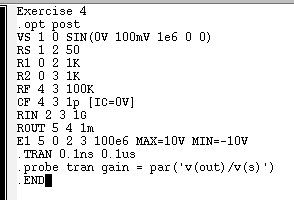 Exercise 4
.opt post
VS 1 0 SIN(0V 100mV 1e6 0 0)
RS 1 2 50
R1 0 2 1K
R2 0 3 1K
RF 4 3 100K
CF 4 3 1p [IC=0V]
RIN 2 3 1G
ROUT 5 4 1m
E1 5 0 2 3 100e6 MAX=10V MIN=-10V
.TRAN 0.1ns 0.1us
.probe tran gain = par('v(out)/v(s)')
.END